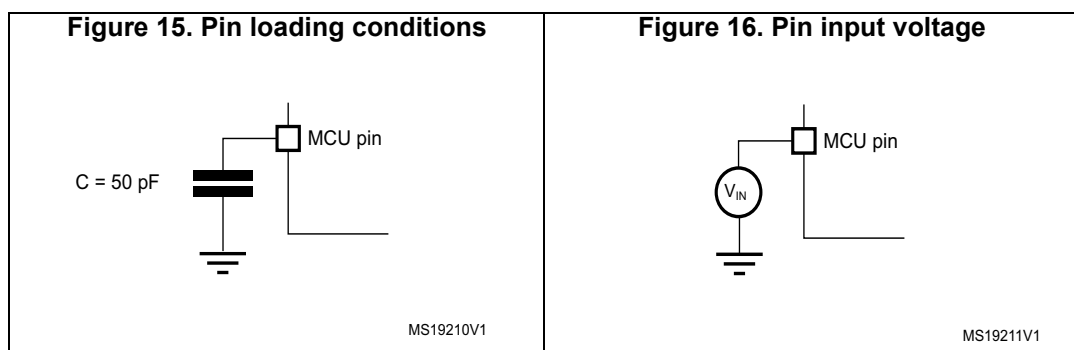 Figure 15. Pin loading conditions
MCU pin
C = 50 pF
MS19210V1
Figure 16. Pin input voltage
MCU pin
VIN
MS19211V1